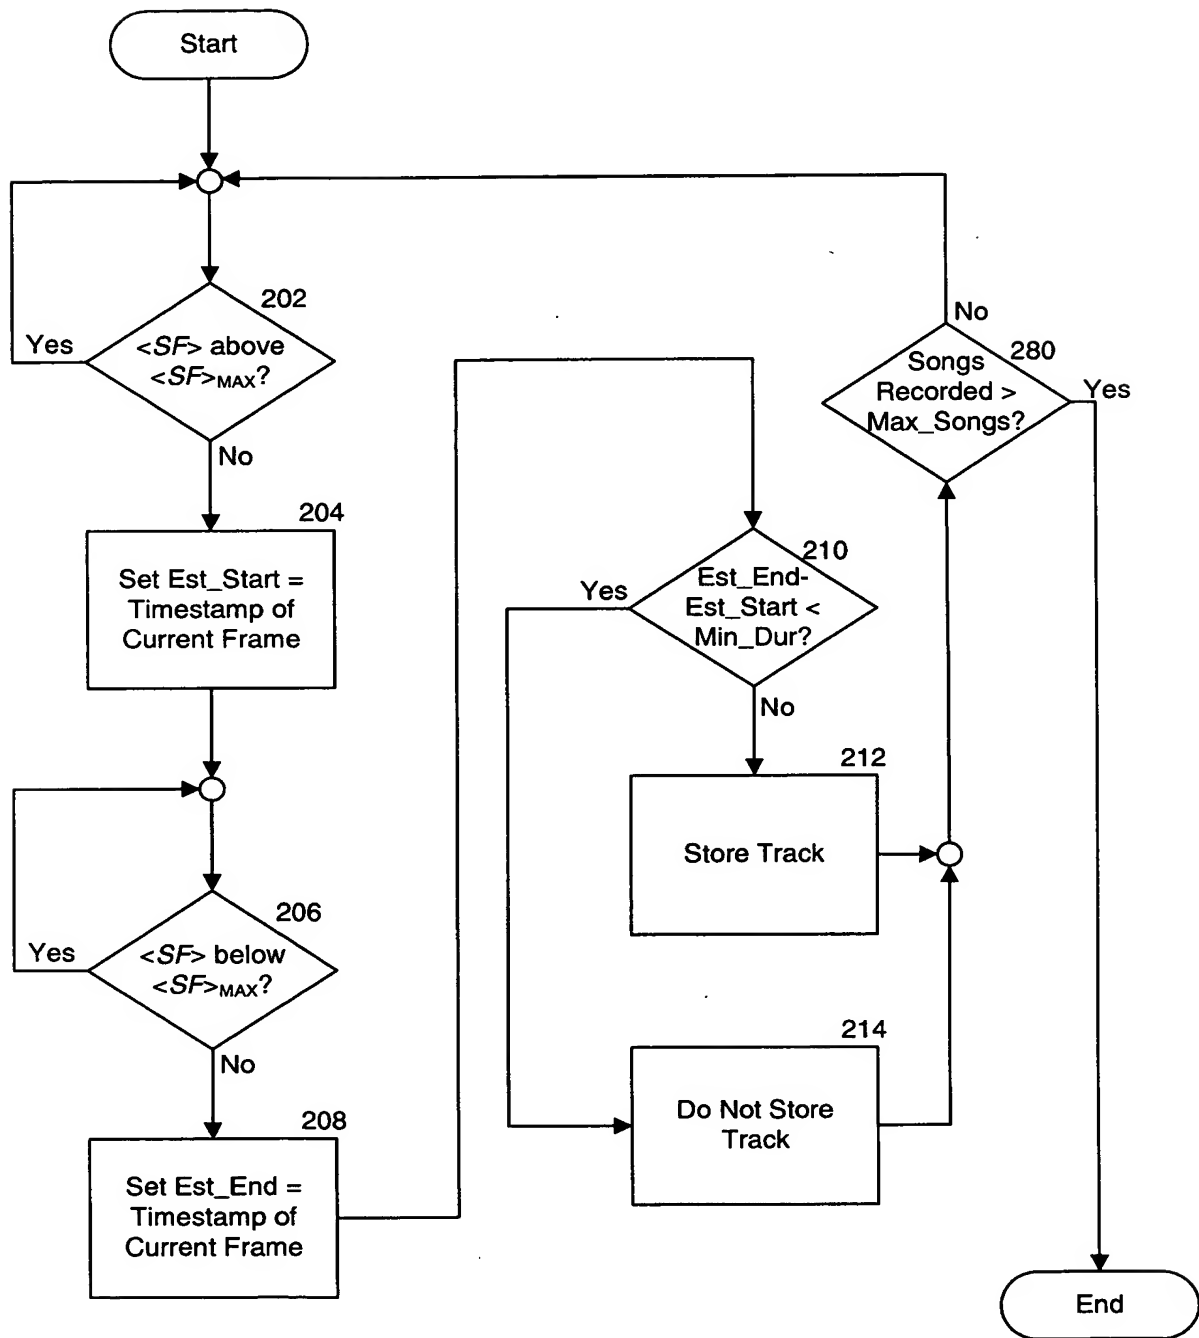 Start
202
Yes
<SF> above
<SF>MAX?
No
204
Set Est_Start =
Timestamp of
Current Frame
206
Yes
<SF> below
<SF>MAX?
No
208
Set Est_End =
Timestamp of
Current Frame
210
Yes
Est_End-
Est_Start <
Min_Dur?
No
212
Store Track
214
Do Not Store
Track
No
280
Songs
Recorded >
Max_Songs?
Yes
End